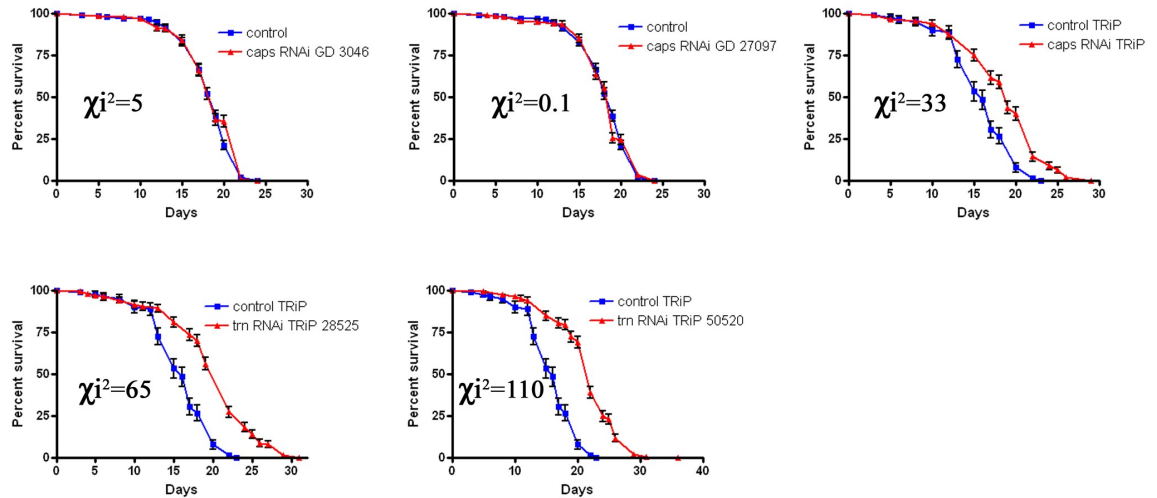 control
caps RNAi GD 3046
χi²=5
Percent survival
100
75
50
25
0
0 5 10 15 20 25 30
Days
control
caps RNAi GD 27097
χi²=0.1
Percent survival
100
75
50
25
0
0 5 10 15 20 25 30
Days
control TRiP
caps RNAi TRiP
χi²=33
Percent survival
100
75
50
25
0
0 5 10 15 20 25 30
Days
control TRiP
trn RNAi TRiP 28525
χi²=65
Percent survival
100
75
50
25
0
0 5 10 15 20 25 30
Days
control TRiP
trn RNAi TRiP 50520
χi²=110
Percent survival
100
75
50
25
0
0 10 20 30 40
Days